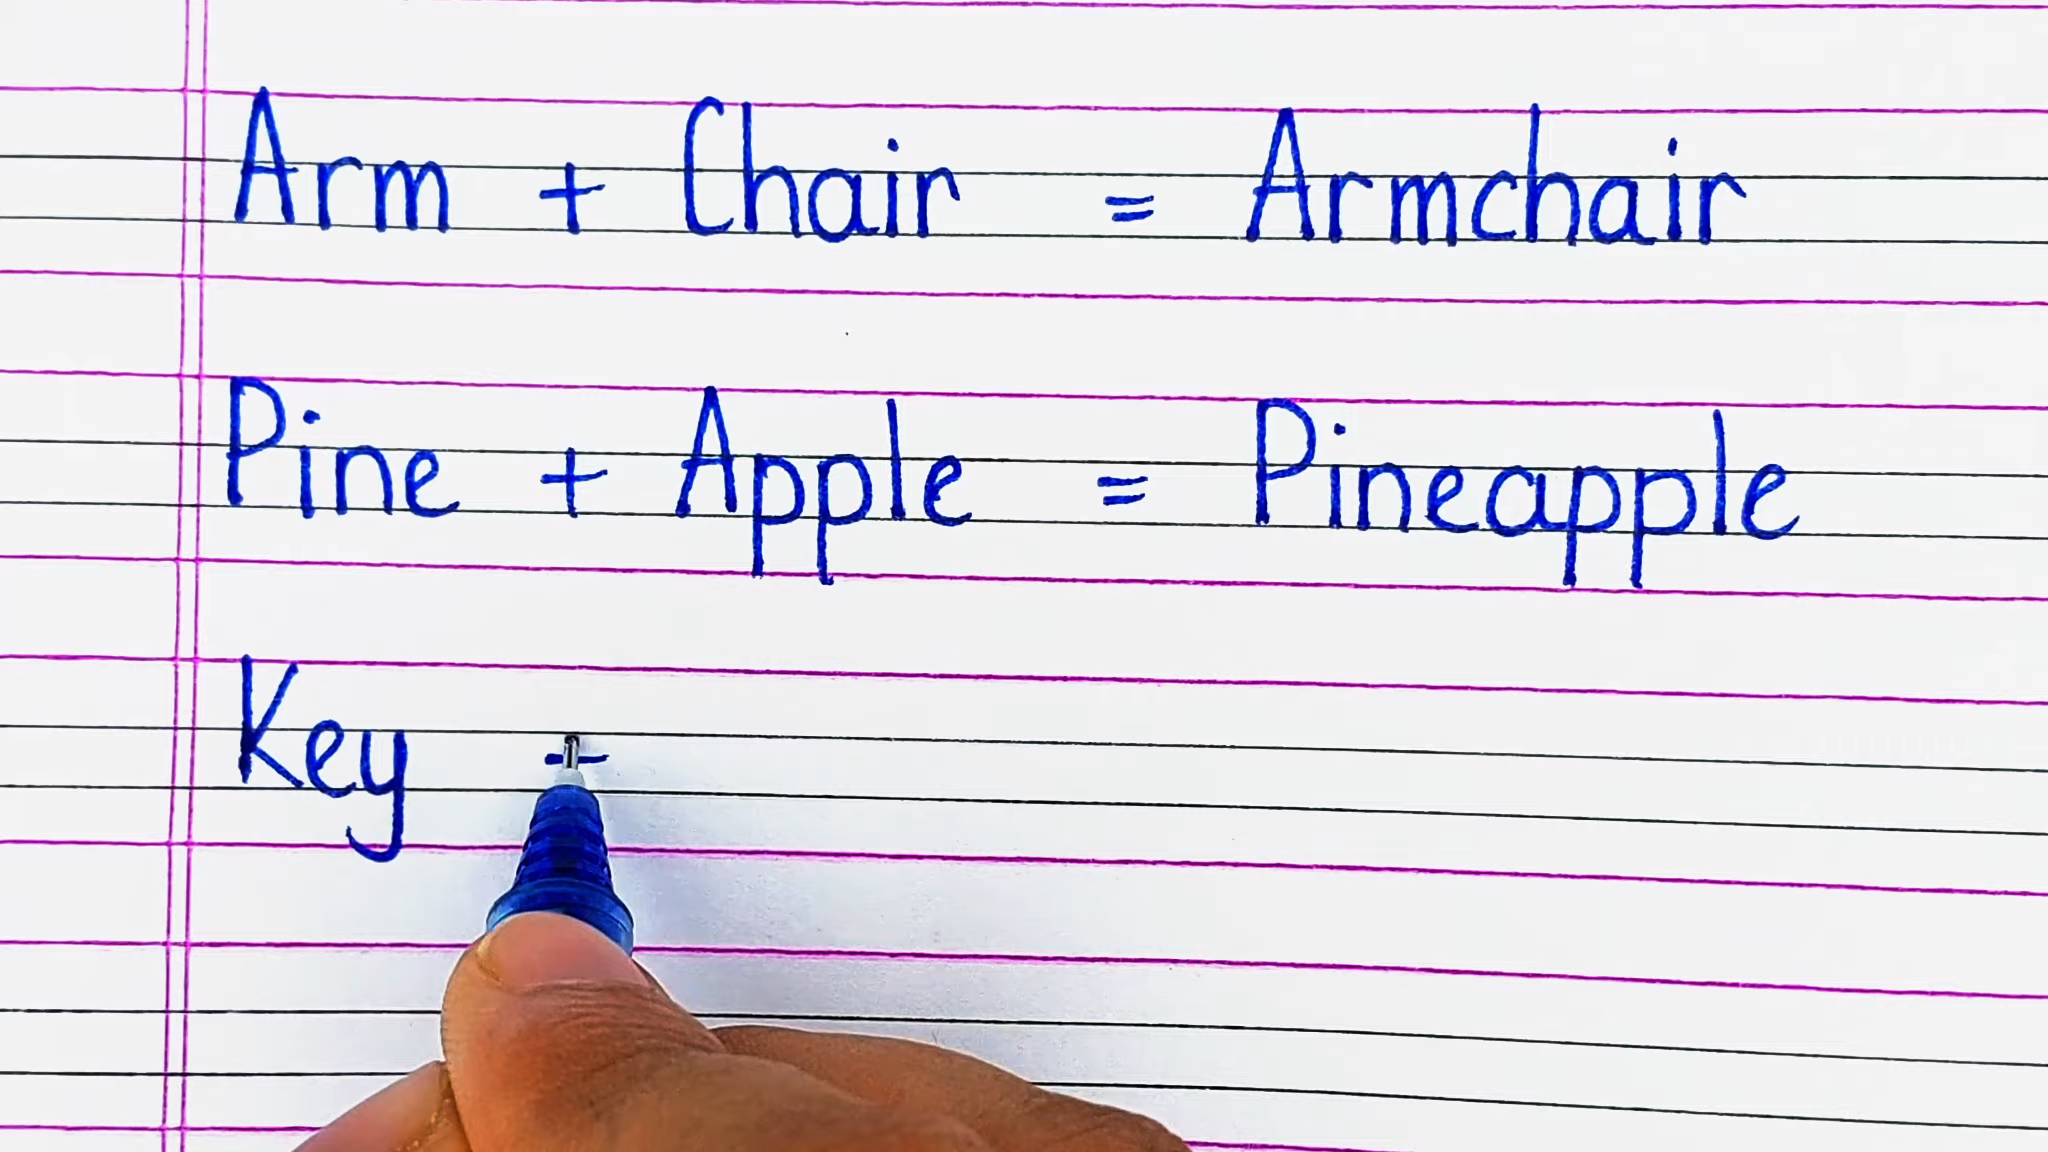 Arm + Chair = Armchair
Pine + Apple = Pineapple
Key +